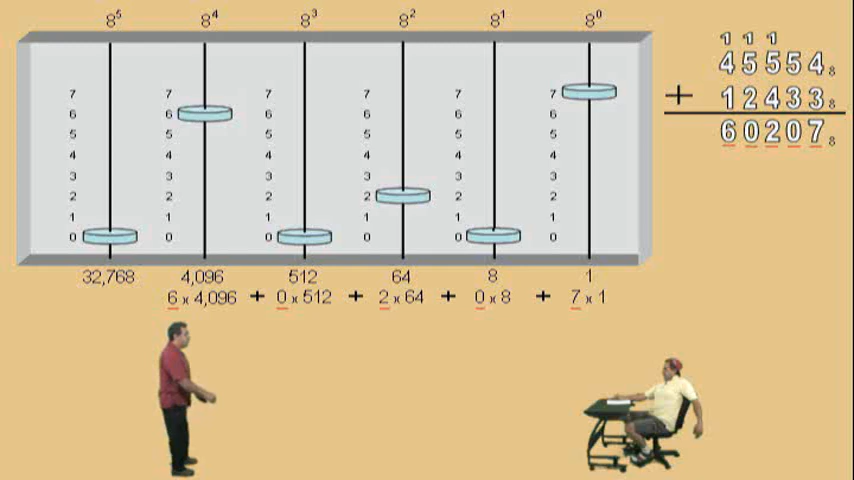 8⁵ 8⁴ 8³ 8² 8¹ 8⁰
7 7 7 7 7 7
6 6 6 6 6 6
5 5 5 5 5 5
4 4 4 4 4 4
3 3 3 3 3 3
2 2 2 2 2 2
1 1 1 1 1 1
0 0 0 0 0 0
32,768 4,096 512 64 8 1
6 x 4,096 + 0 x 512 + 2 x 64 + 0 x 8 + 7 x 1
1 1 1
45554₈
+ 12433₈
60207₈